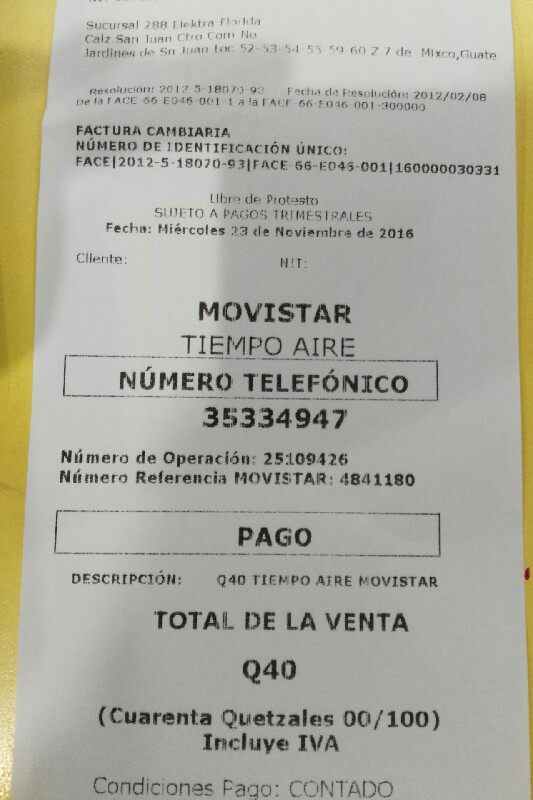 Sucursal 288 Elektra Florida
Calz San Juan Ctro Com No
Jardines de Sn Juan Loc 52-53-54-55-59-60 Z 7 de Mixco,Guate
Resolución: 2012-5-18070-93 Fecha de Resolución: 2012/02/08
De la FACE-66-E046-001-1 a la FACE-66-E046-001-300000
FACTURA CAMBIARIA
NÚMERO DE IDENTIFICACIÓN ÚNICO:
FACE|2012-5-18070-93|FACE-66-E046-001|160000030331
Libre de Protesto
SUJETO A PAGOS TRIMESTRALES
Fecha: Miércoles 23 de Noviembre de 2016
Cliente: NIT:
MOVISTAR
TIEMPO AIRE
NÚMERO TELEFÓNICO
35334947
Número de Operación: 25109426
Número Referencia MOVISTAR: 4841180
PAGO
DESCRIPCIÓN: Q40 TIEMPO AIRE MOVISTAR
TOTAL DE LA VENTA
Q40
(Cuarenta Quetzales 00/100)
Incluye IVA
Condiciones Pago: CONTADO